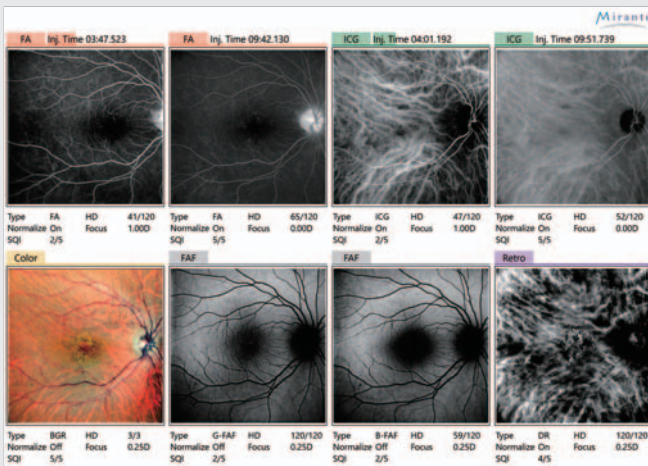 Mirante
FA Inj. Time 03:47.523
FA Inj. Time 09:42.130
ICG Inj. Time 04:01.192
ICG Inj. Time 09:51.739
Type FA HD 41/120
Normalize On Focus 1.00D
SQI 2/5
Type FA HD 65/120
Normalize On Focus 0.00D
SQI 5/5
Type ICG HD 47/120
Normalize On Focus 1.00D
SQI 2/5
Type ICG HD 52/120
Normalize On Focus 0.00D
SQI 5/5
Color
FAF
FAF
Retro
Type BGR HD 3/3
Normalize Off Focus 0.25D
SQI 5/5
Type G-FAF HD 120/120
Normalize Off Focus 0.25D
SQI 2/5
Type B-FAF HD 59/120
Normalize Off Focus 0.25D
SQI 2/5
Type DR HD 120/120
Normalize On Focus 0.25D
SQI 4/5